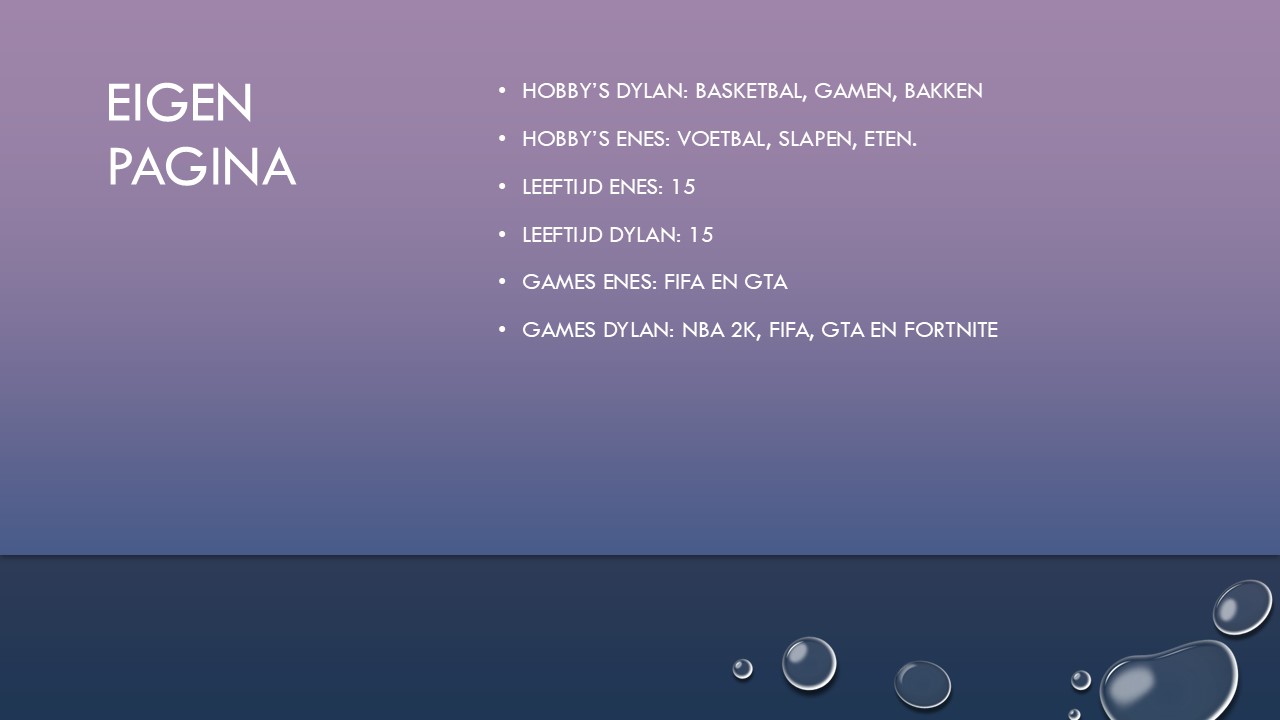 EIGEN
PAGINA
• HOBBY'S DYLAN: BASKETBAL, GAMEN, BAKKEN
• HOBBY'S ENES: VOETBAL, SLAPEN, ETEN.
• LEEFTIJD ENES: 15
• LEEFTIJD DYLAN: 15
• GAMES ENES: FIFA EN GTA
• GAMES DYLAN: NBA 2K, FIFA, GTA EN FORTNITE